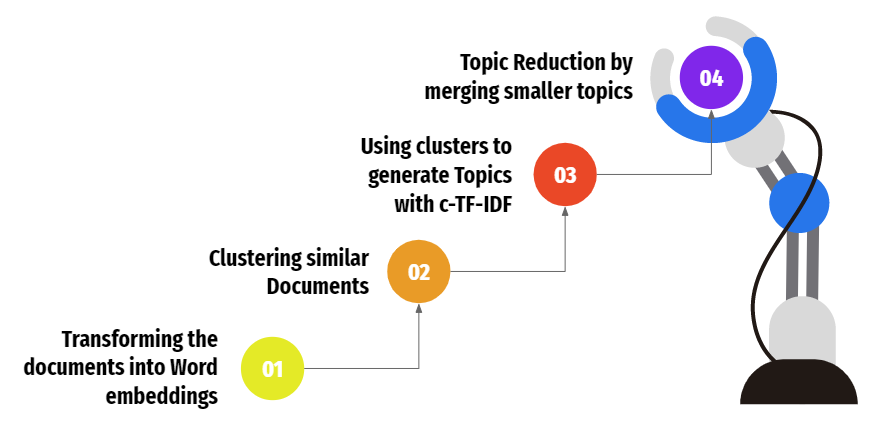 Topic Reduction by
merging smaller topics
04
Using clusters to
generate Topics
with c-TF-IDF
03
Clustering similar
Documents
02
Transforming the
documents into Word
embeddings
01